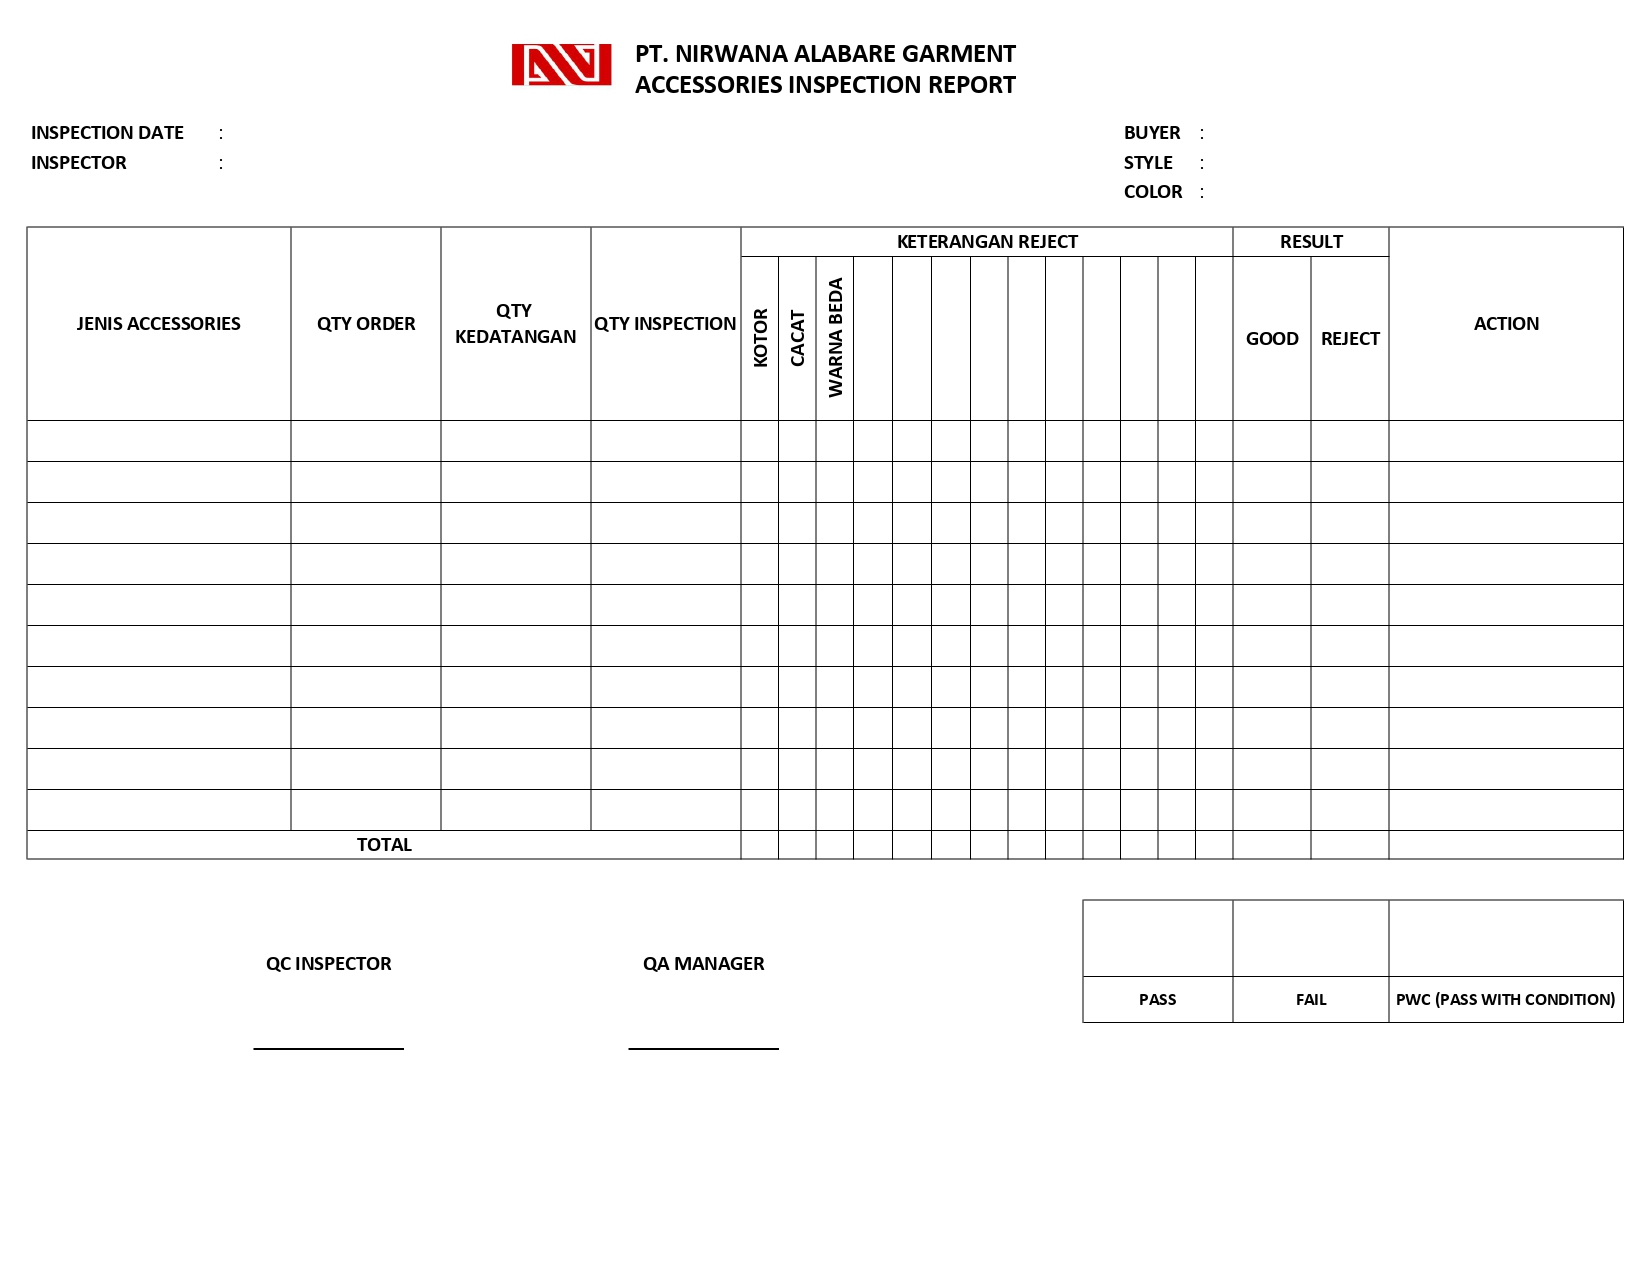 PT. NIRWANA ALABARE GARMENT
ACCESSORIES INSPECTION REPORT
INSPECTION DATE :
BUYER :
INSPECTOR :
STYLE :
COLOR :
JENIS ACCESSORIES
QTY ORDER
QTY
KEDATANGAN
QTY INSPECTION
KETERANGAN REJECT
KOTOR
CACAT
WARNA BEDA
RESULT
GOOD
REJECT
ACTION
TOTAL
QC INSPECTOR
QA MANAGER
PASS
FAIL
PWC (PASS WITH CONDITION)